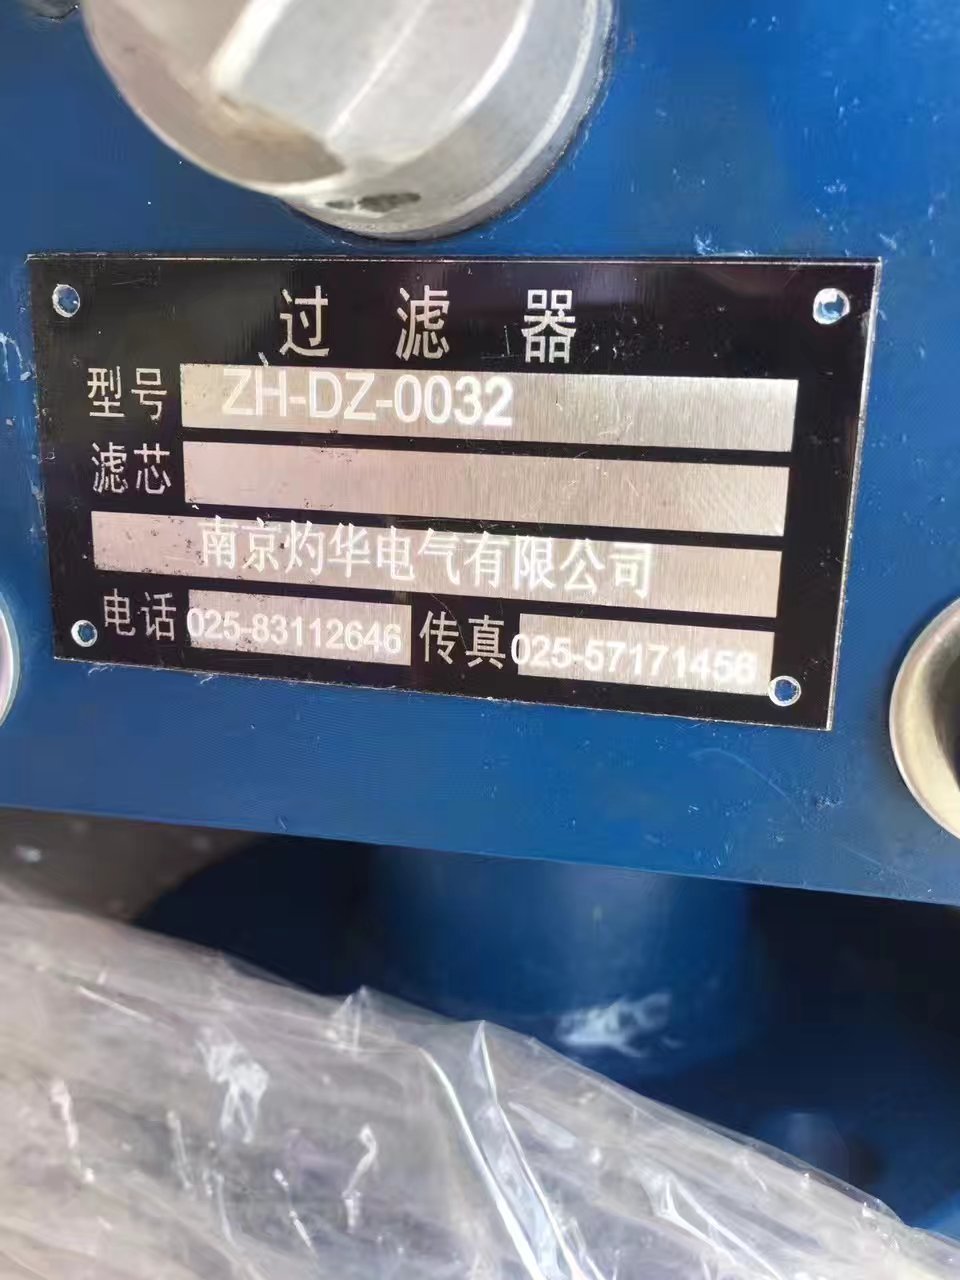 过滤器
型号 ZH-DZ-0032
滤芯
南京灼华电气有限公司
电话 025-83112646 传真 025-57171456